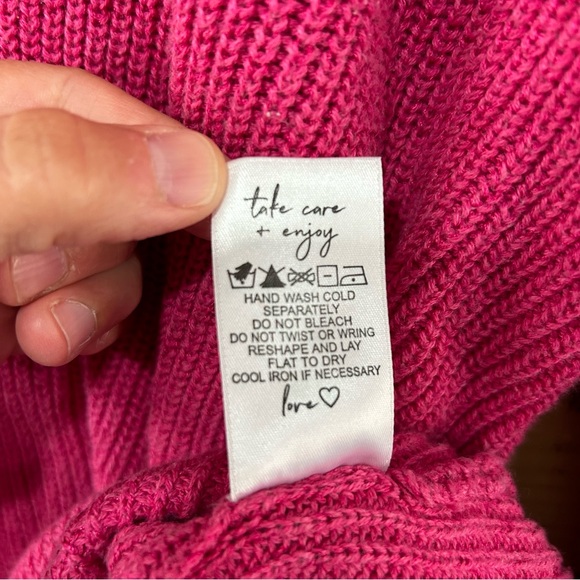 take care
+ enjoy
HAND WASH COLD
SEPARATELY
DO NOT BLEACH
DO NOT TWIST OR WRING
RESHAPE AND LAY
FLAT TO DRY
COOL IRON IF NECESSARY
love♡